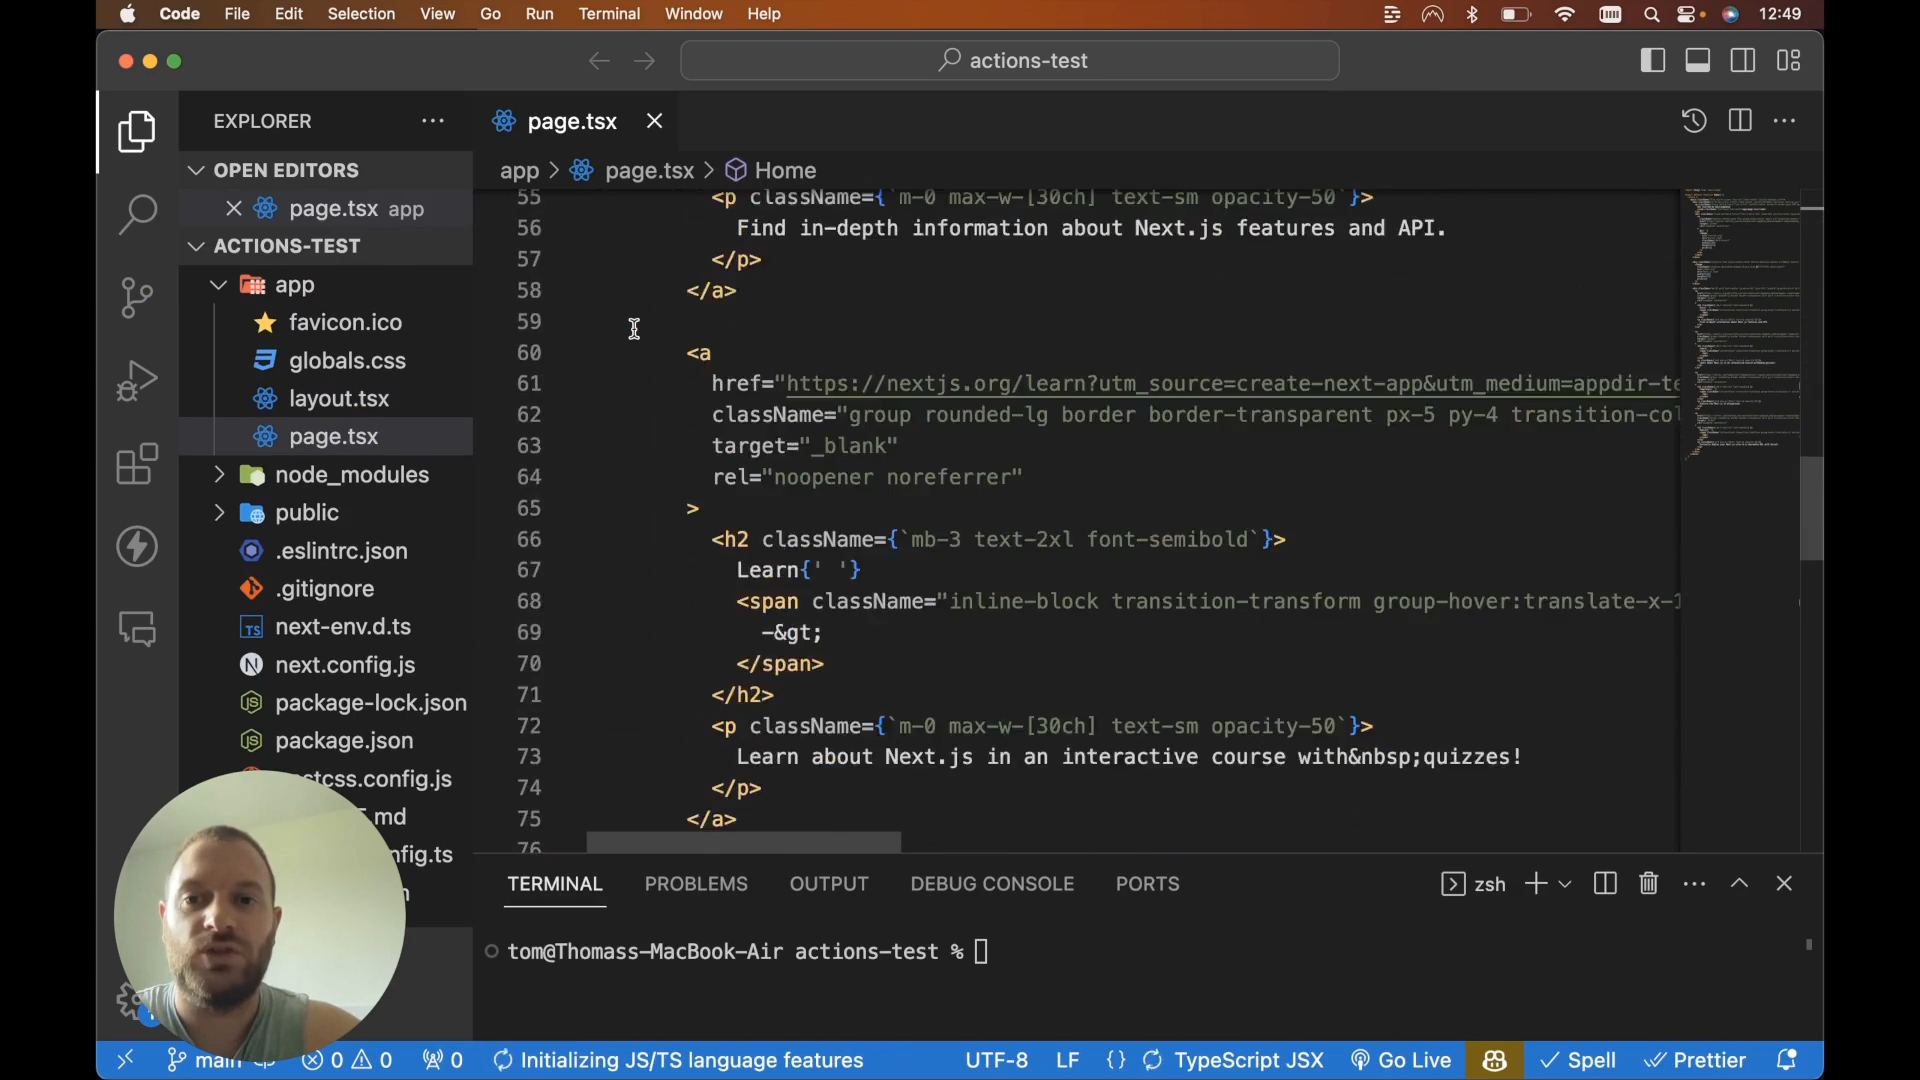 Code File Edit Selection View Go Run Terminal Window Help 12:49
actions-test
EXPLORER
page.tsx
OPEN EDITORS
app > page.tsx > Home
page.tsx app
ACTIONS-TEST
app
favicon.ico
globals.css
layout.tsx
page.tsx
node_modules
public
.eslintrc.json
.gitignore
next-env.d.ts
next.config.js
package-lock.json
package.json
stcss.config.js
.md
nfig.ts
n
55 <p className={`m-0 max-w-[30ch] text-sm opacity-50`}>
56 Find in-depth information about Next.js features and API.
57 </p>
58 </a>
59
60 <a
61 href="https://nextjs.org/learn?utm_source=create-next-app&utm_medium=appdir-te
62 className="group rounded-lg border border-transparent px-5 py-4 transition-col
63 target="_blank"
64 rel="noopener noreferrer"
65 >
66 <h2 className={`mb-3 text-2xl font-semibold`}>
67 Learn{' '}
68 <span className="inline-block transition-transform group-hover:translate-x-1
69 -&gt;
70 </span>
71 </h2>
72 <p className={`m-0 max-w-[30ch] text-sm opacity-50`}>
73 Learn about Next.js in an interactive course with&nbsp;quizzes!
74 </p>
75 </a>
76
TERMINAL PROBLEMS OUTPUT DEBUG CONSOLE PORTS zsh
tom@Thomass-MacBook-Air actions-test %
main 0 0 0 Initializing JS/TS language features UTF-8 LF {} TypeScript JSX Go Live Spell Prettier